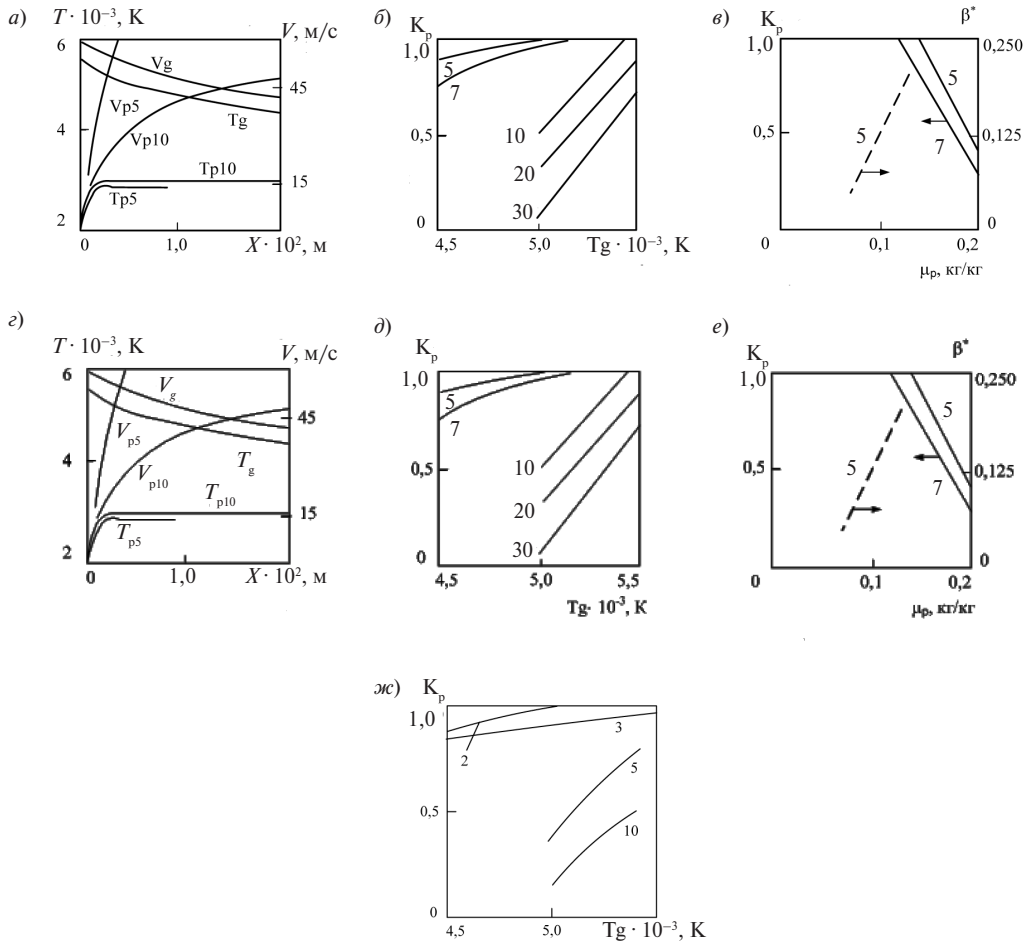 а) T · 10⁻³, K V, м/с
6
Vg
45
Vp5
Tg
4
Vp10
Tp10
15
Tp5
2
0 1,0
X · 10², м
б) Kp
1,0
5
7
10
0,5
20
30
0
4,5 5,0 Tg · 10⁻³, K
в) Kp β*
1,0 0,250
5
0,5 5 0,125
7
0
0 0,1 0,2
μp, кг/кг
г) T · 10⁻³, K V, м/с
6
Vg
45
Vp5
4 Tg
Vp10
Tp10
15
Tp5
2
0 1,0 X · 10², м
д) Kp
1,0
5
7
10
0,5
20
30
0
4,5 5,0 5,5
Tg· 10⁻³, K
е) Kp β*
1,0 0,250
5
0,5 5 0,125
7
0
0 0,1 0,2
μp, кг/кг
ж) Kp
1,0
3
2
5
0,5
10
0
4,5 5,0 Tg · 10⁻³, K